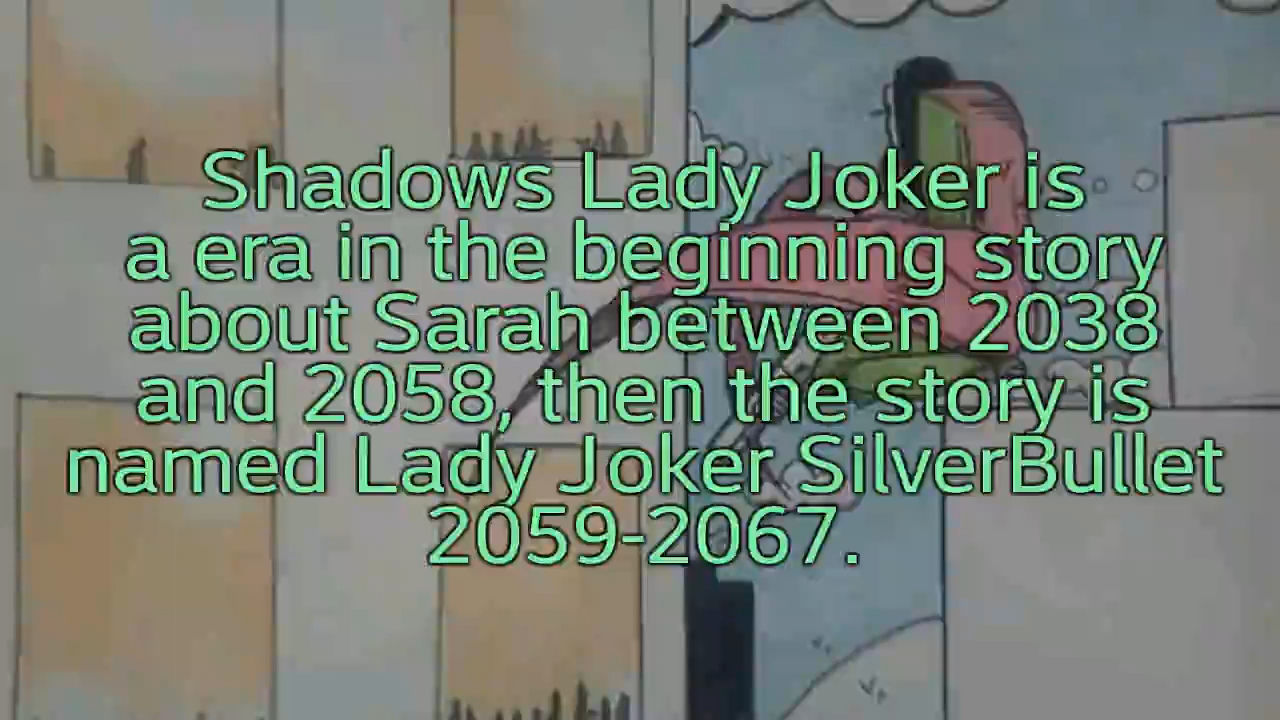 Shadows Lady Joker is
a era in the beginning story
about Sarah between 2038
and 2058, then the story is
named Lady Joker SilverBullet
2059-2067.